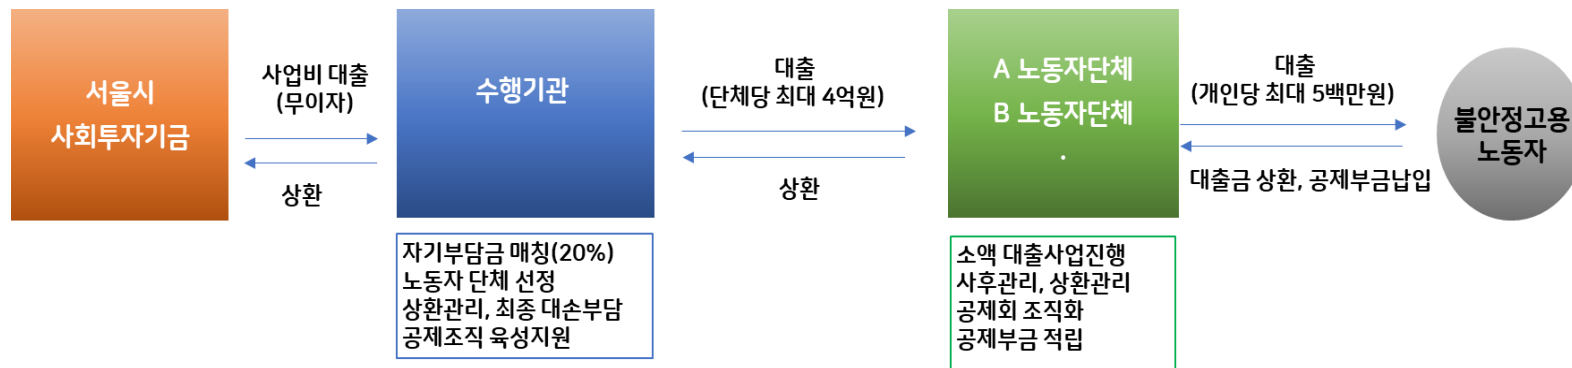 서울시
사회투자기금
사업비 대출
(무이자)
상환
수행기관
자기부담금 매칭(20%)
노동자 단체 선정
상환관리, 최종 대손부담
공제조직 육성지원
대출
(단체당 최대 4억원)
상환
A 노동자단체
B 노동자단체
.
소액 대출사업진행
사후관리, 상환관리
공제회 조직화
공제부금 적립
대출
(개인당 최대 5백만원)
대출금 상환, 공제부금납입
불안정고용
노동자